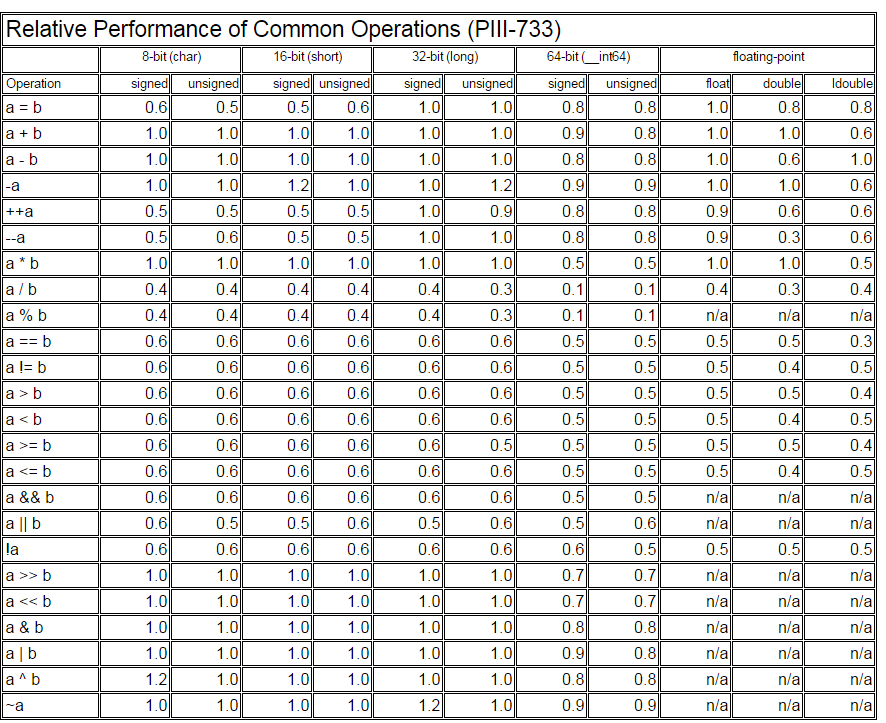 Relative Performance of Common Operations (PIII-733)
8-bit (char) 16-bit (short) 32-bit (long) 64-bit (__int64) floating-point
Operation signed unsigned signed unsigned signed unsigned signed unsigned float double ldouble
a = b 0.6 0.5 0.5 0.6 1.0 1.0 0.8 0.8 1.0 0.8 0.8
a + b 1.0 1.0 1.0 1.0 1.0 1.0 0.9 0.8 1.0 1.0 0.6
a - b 1.0 1.0 1.0 1.0 1.0 1.0 0.8 0.8 1.0 0.6 1.0
-a 1.0 1.0 1.2 1.0 1.0 1.2 0.9 0.9 1.0 1.0 0.6
++a 0.5 0.5 0.5 0.5 1.0 0.9 0.8 0.8 0.9 0.6 0.6
--a 0.5 0.6 0.5 0.5 1.0 1.0 0.8 0.8 0.9 0.3 0.6
a * b 1.0 1.0 1.0 1.0 1.0 1.0 0.5 0.5 1.0 1.0 0.5
a / b 0.4 0.4 0.4 0.4 0.4 0.3 0.1 0.1 0.4 0.3 0.4
a % b 0.4 0.4 0.4 0.4 0.4 0.3 0.1 0.1 n/a n/a n/a
a == b 0.6 0.6 0.6 0.6 0.6 0.6 0.5 0.5 0.5 0.5 0.3
a != b 0.6 0.6 0.6 0.6 0.6 0.6 0.5 0.5 0.5 0.4 0.5
a > b 0.6 0.6 0.6 0.6 0.6 0.6 0.5 0.5 0.5 0.5 0.4
a < b 0.6 0.6 0.6 0.6 0.6 0.6 0.5 0.5 0.5 0.4 0.5
a >= b 0.6 0.6 0.6 0.6 0.6 0.5 0.5 0.5 0.5 0.5 0.4
a <= b 0.6 0.6 0.6 0.6 0.6 0.6 0.5 0.5 0.5 0.4 0.5
a && b 0.6 0.6 0.6 0.6 0.6 0.6 0.5 0.5 n/a n/a n/a
a || b 0.6 0.5 0.5 0.6 0.5 0.6 0.5 0.6 n/a n/a n/a
!a 0.6 0.6 0.6 0.6 0.6 0.6 0.6 0.5 0.5 0.5 0.5
a >> b 1.0 1.0 1.0 1.0 1.0 1.0 0.7 0.7 n/a n/a n/a
a << b 1.0 1.0 1.0 1.0 1.0 1.0 0.7 0.7 n/a n/a n/a
a & b 1.0 1.0 1.0 1.0 1.0 1.0 0.8 0.8 n/a n/a n/a
a | b 1.0 1.0 1.0 1.0 1.0 1.0 0.9 0.8 n/a n/a n/a
a ^ b 1.2 1.0 1.0 1.0 1.0 1.0 0.9 0.8 n/a n/a n/a
~a 1.0 1.0 1.0 1.0 1.2 1.0 0.9 0.9 n/a n/a n/a